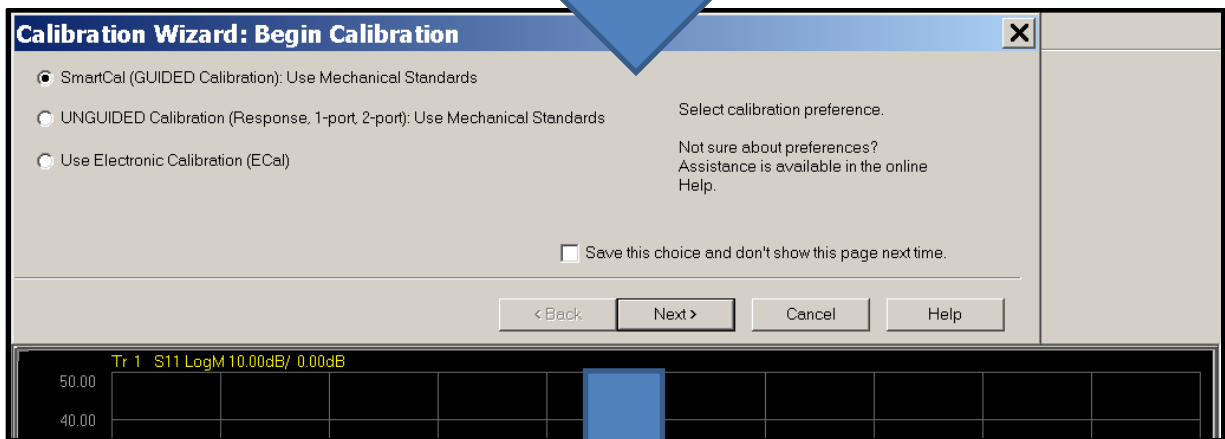 Calibration Wizard: Begin Calibration
SmartCal (GUIDED Calibration): Use Mechanical Standards
UNGUIDED Calibration (Response, 1-port, 2-port): Use Mechanical Standards
Use Electronic Calibration (ECal)
Select calibration preference.
Not sure about preferences?
Assistance is available in the online
Help.
Save this choice and don't show this page next time.
< Back
Next >
Cancel
Help
Tr 1 S11 LogM 10.00dB/ 0.00dB
50.00
40.00